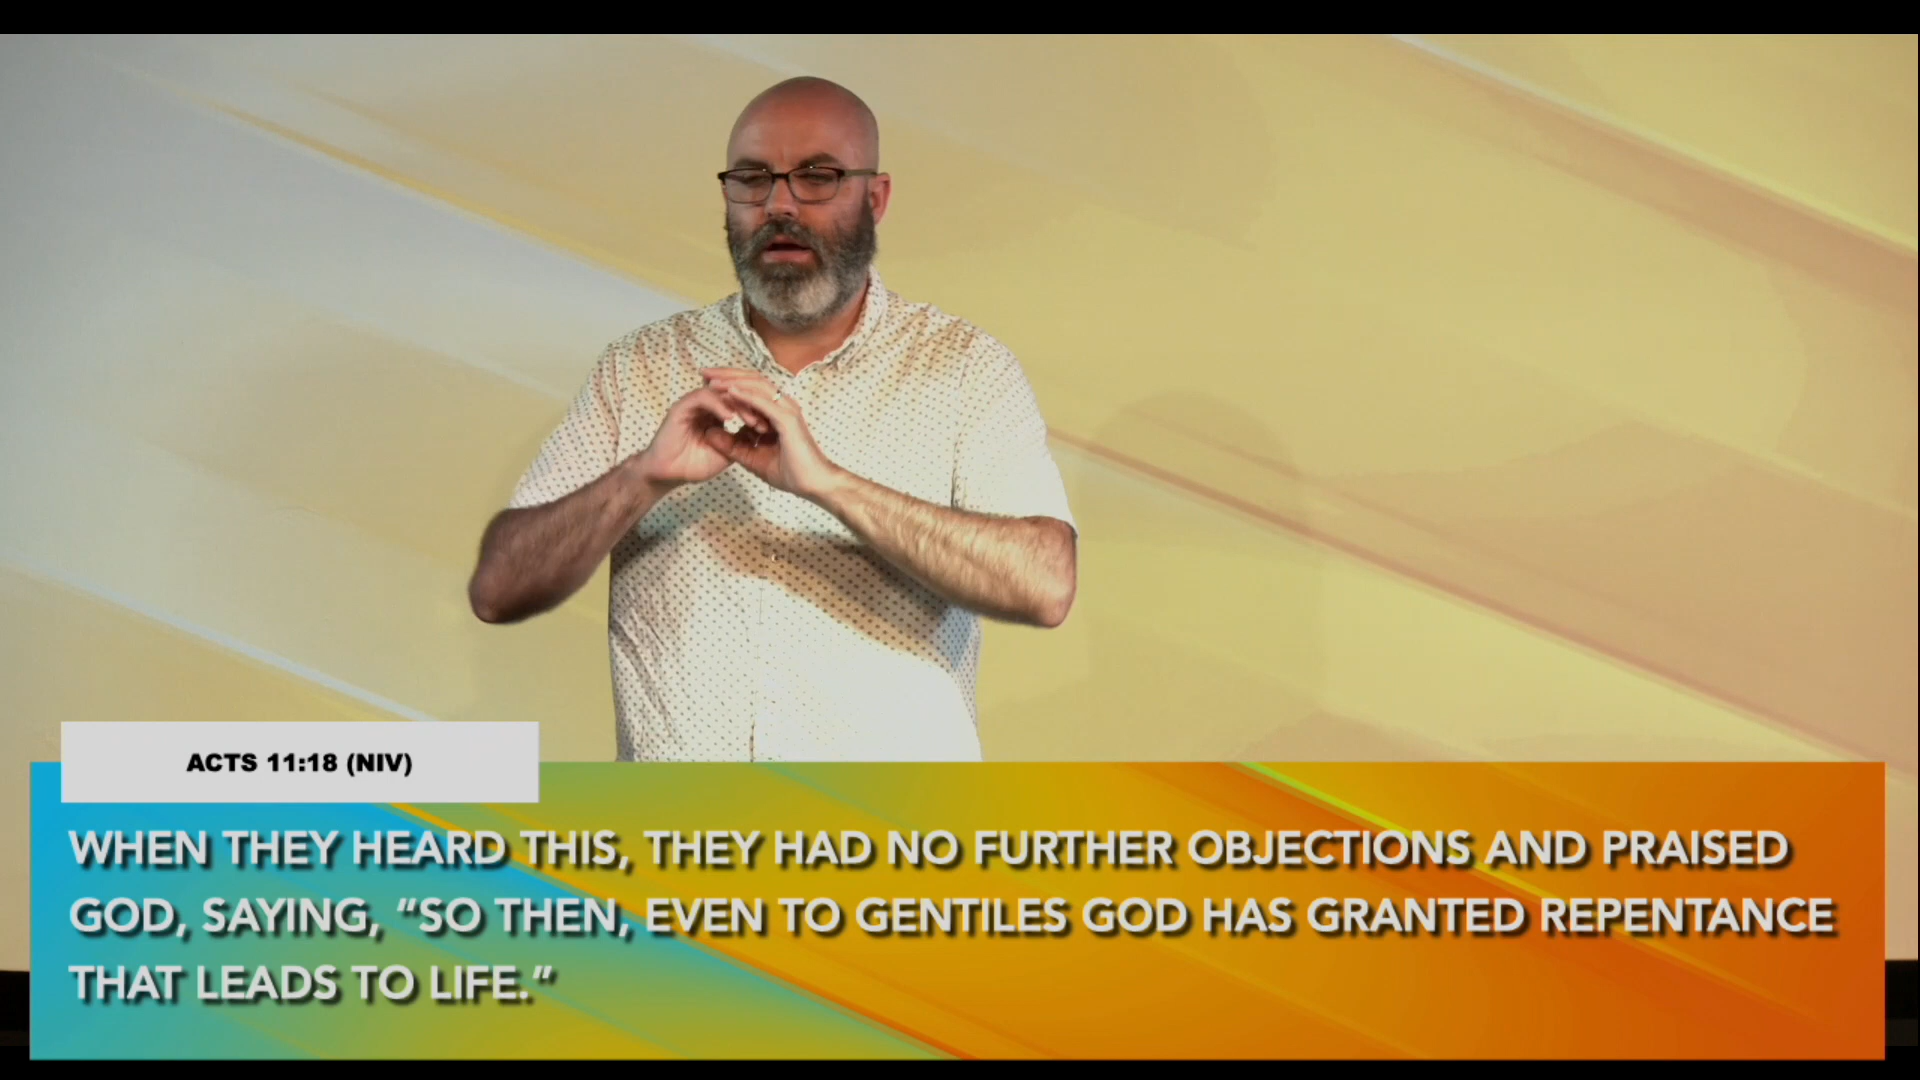 ACTS 11:18 (NIV)
WHEN THEY HEARD THIS, THEY HAD NO FURTHER OBJECTIONS AND PRAISED
GOD, SAYING, “SO THEN, EVEN TO GENTILES GOD HAS GRANTED REPENTANCE
THAT LEADS TO LIFE.”